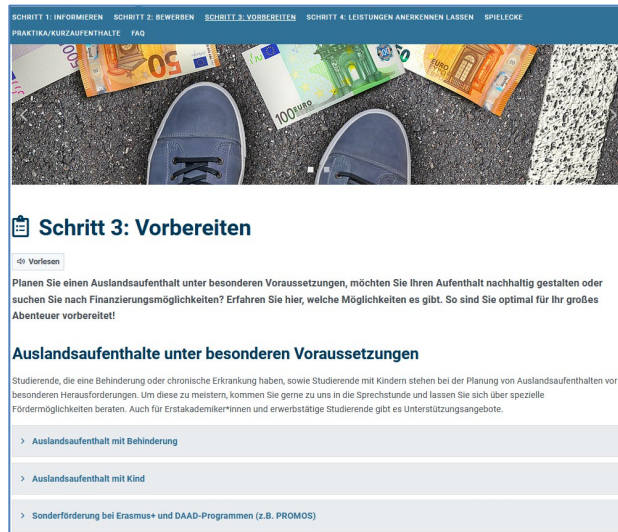 SCHRITT 1: INFORMIEREN SCHRITT 2: BEWERBEN SCHRITT 3: VORBEREITEN SCHRITT 4: LEISTUNGEN ANERKENNEN LASSEN SPIELECKE
PRAKTIKA/KURZAUFENTHALTE FAQ
50
100 EURO
EURO
Schritt 3: Vorbereiten
Vorlesen
Planen Sie einen Auslandsaufenthalt unter besonderen Voraussetzungen, möchten Sie Ihren Aufenthalt nachhaltig gestalten oder
suchen Sie nach Finanzierungsmöglichkeiten? Erfahren Sie hier, welche Möglichkeiten es gibt. So sind Sie optimal für Ihr großes
Abenteuer vorbereitet!
Auslandsaufenthalte unter besonderen Voraussetzungen
Studierende, die eine Behinderung oder chronische Erkrankung haben, sowie Studierende mit Kindern stehen bei der Planung von Auslandsaufenthalten vor
besonderen Herausforderungen. Um diese zu meistern, kommen Sie gerne zu uns in die Sprechstunde und lassen Sie sich über spezielle
Fördermöglichkeiten beraten. Auch für Erstakademiker*innen und erwerbstätige Studierende gibt es Unterstützungsangebote.
> Auslandsaufenthalt mit Behinderung
> Auslandsaufenthalt mit Kind
> Sonderförderung bei Erasmus+ und DAAD-Programmen (z.B. PROMOS)